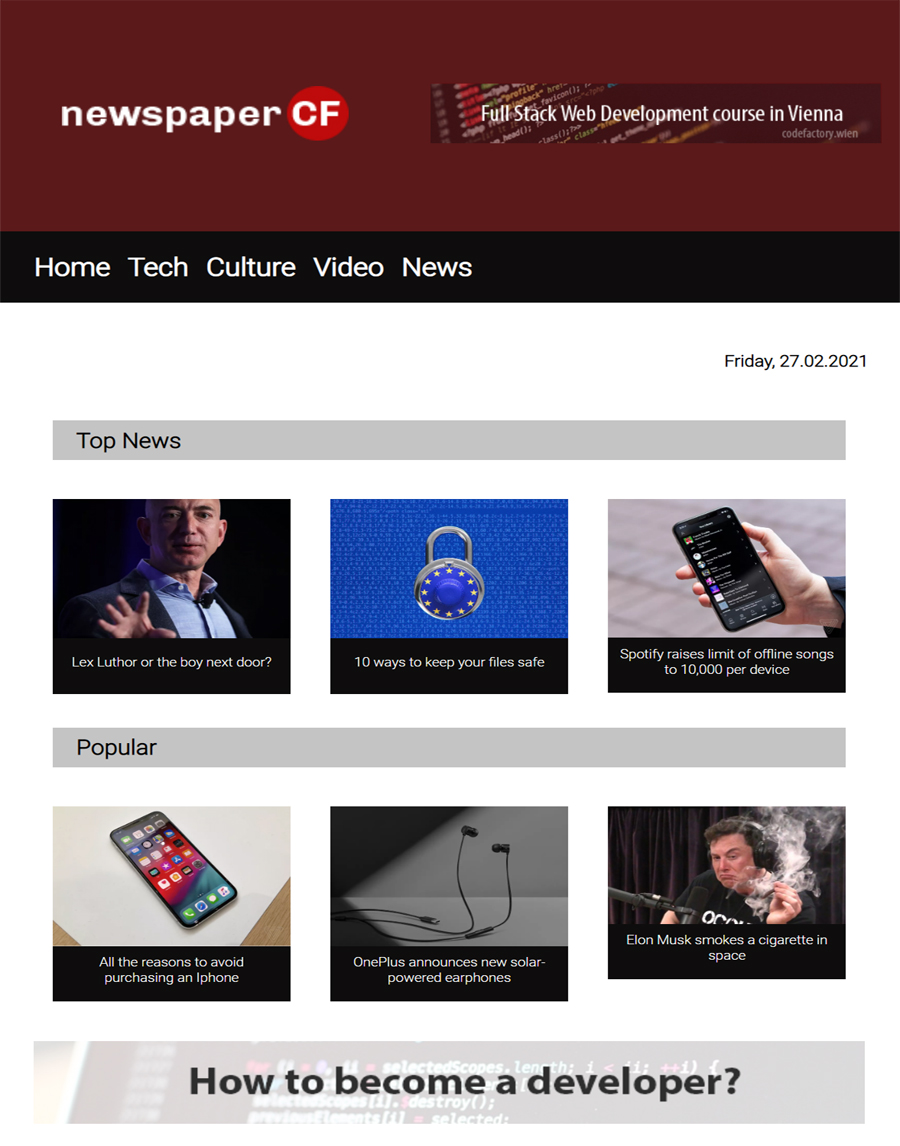 newspaper CF
Full Stack Web Development course in Vienna
codefactory.wien
Home Tech Culture Video News
Friday, 27.02.2021
Top News
Lex Luthor or the boy next door?
10 ways to keep your files safe
Spotify raises limit of offline songs
to 10,000 per device
Popular
All the reasons to avoid
purchasing an Iphone
OnePlus announces new solar-
powered earphones
Elon Musk smokes a cigarette in
space
How to become a developer?
selectedScopes[i].$destroy();